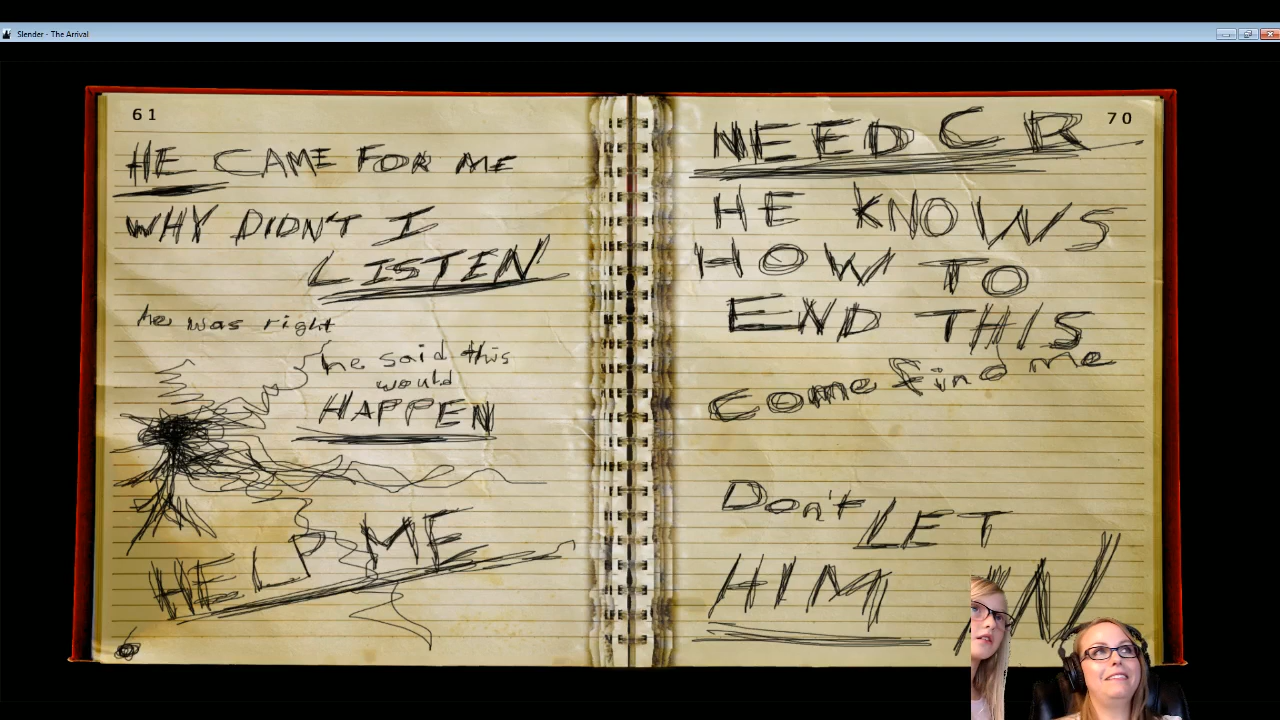 Slender - The Arrival
61
HE CAME FOR ME
WHY DIDN'T I
LISTEN
he was right
he said this
would
HAPPEN
HELP ME
70
NEED CR
HE KNOWS
HOW TO
END THIS
come find me
Don't LET
HIM IN